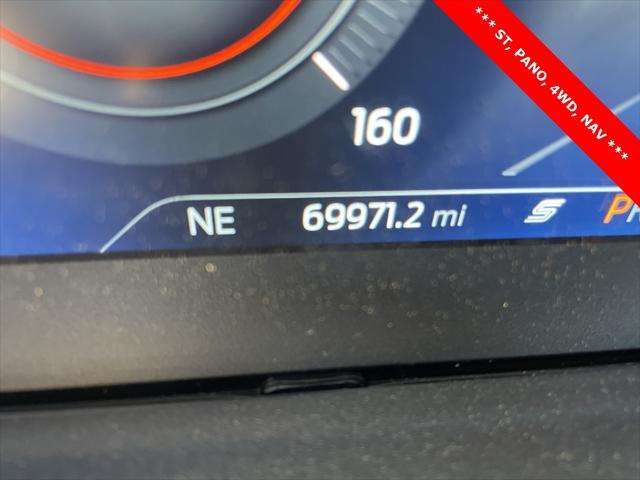 *** ST, PANO, 4WD, NAV ***
160
NE 69971.2 mi S P